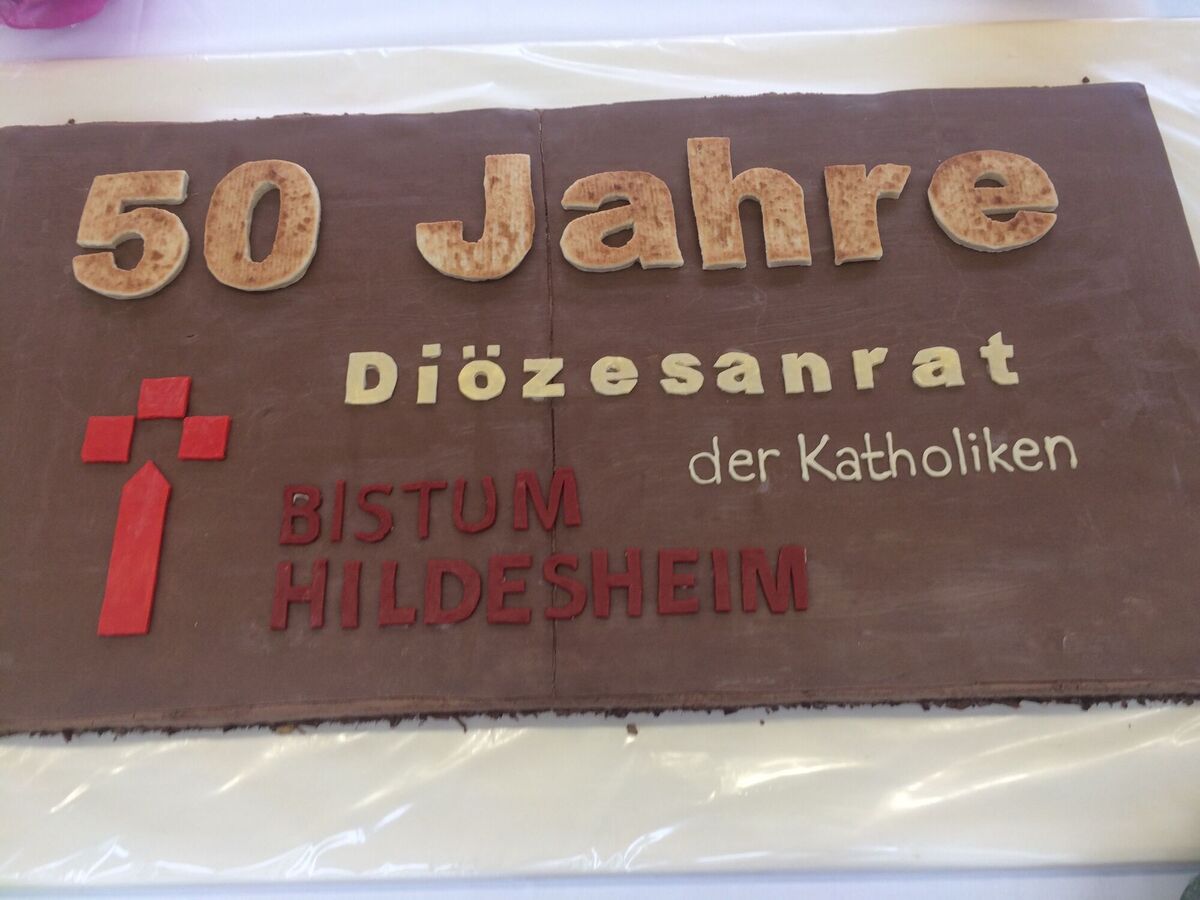 50 Jahre
Diözesanrat
der Katholiken
BISTUM
HILDESHEIM